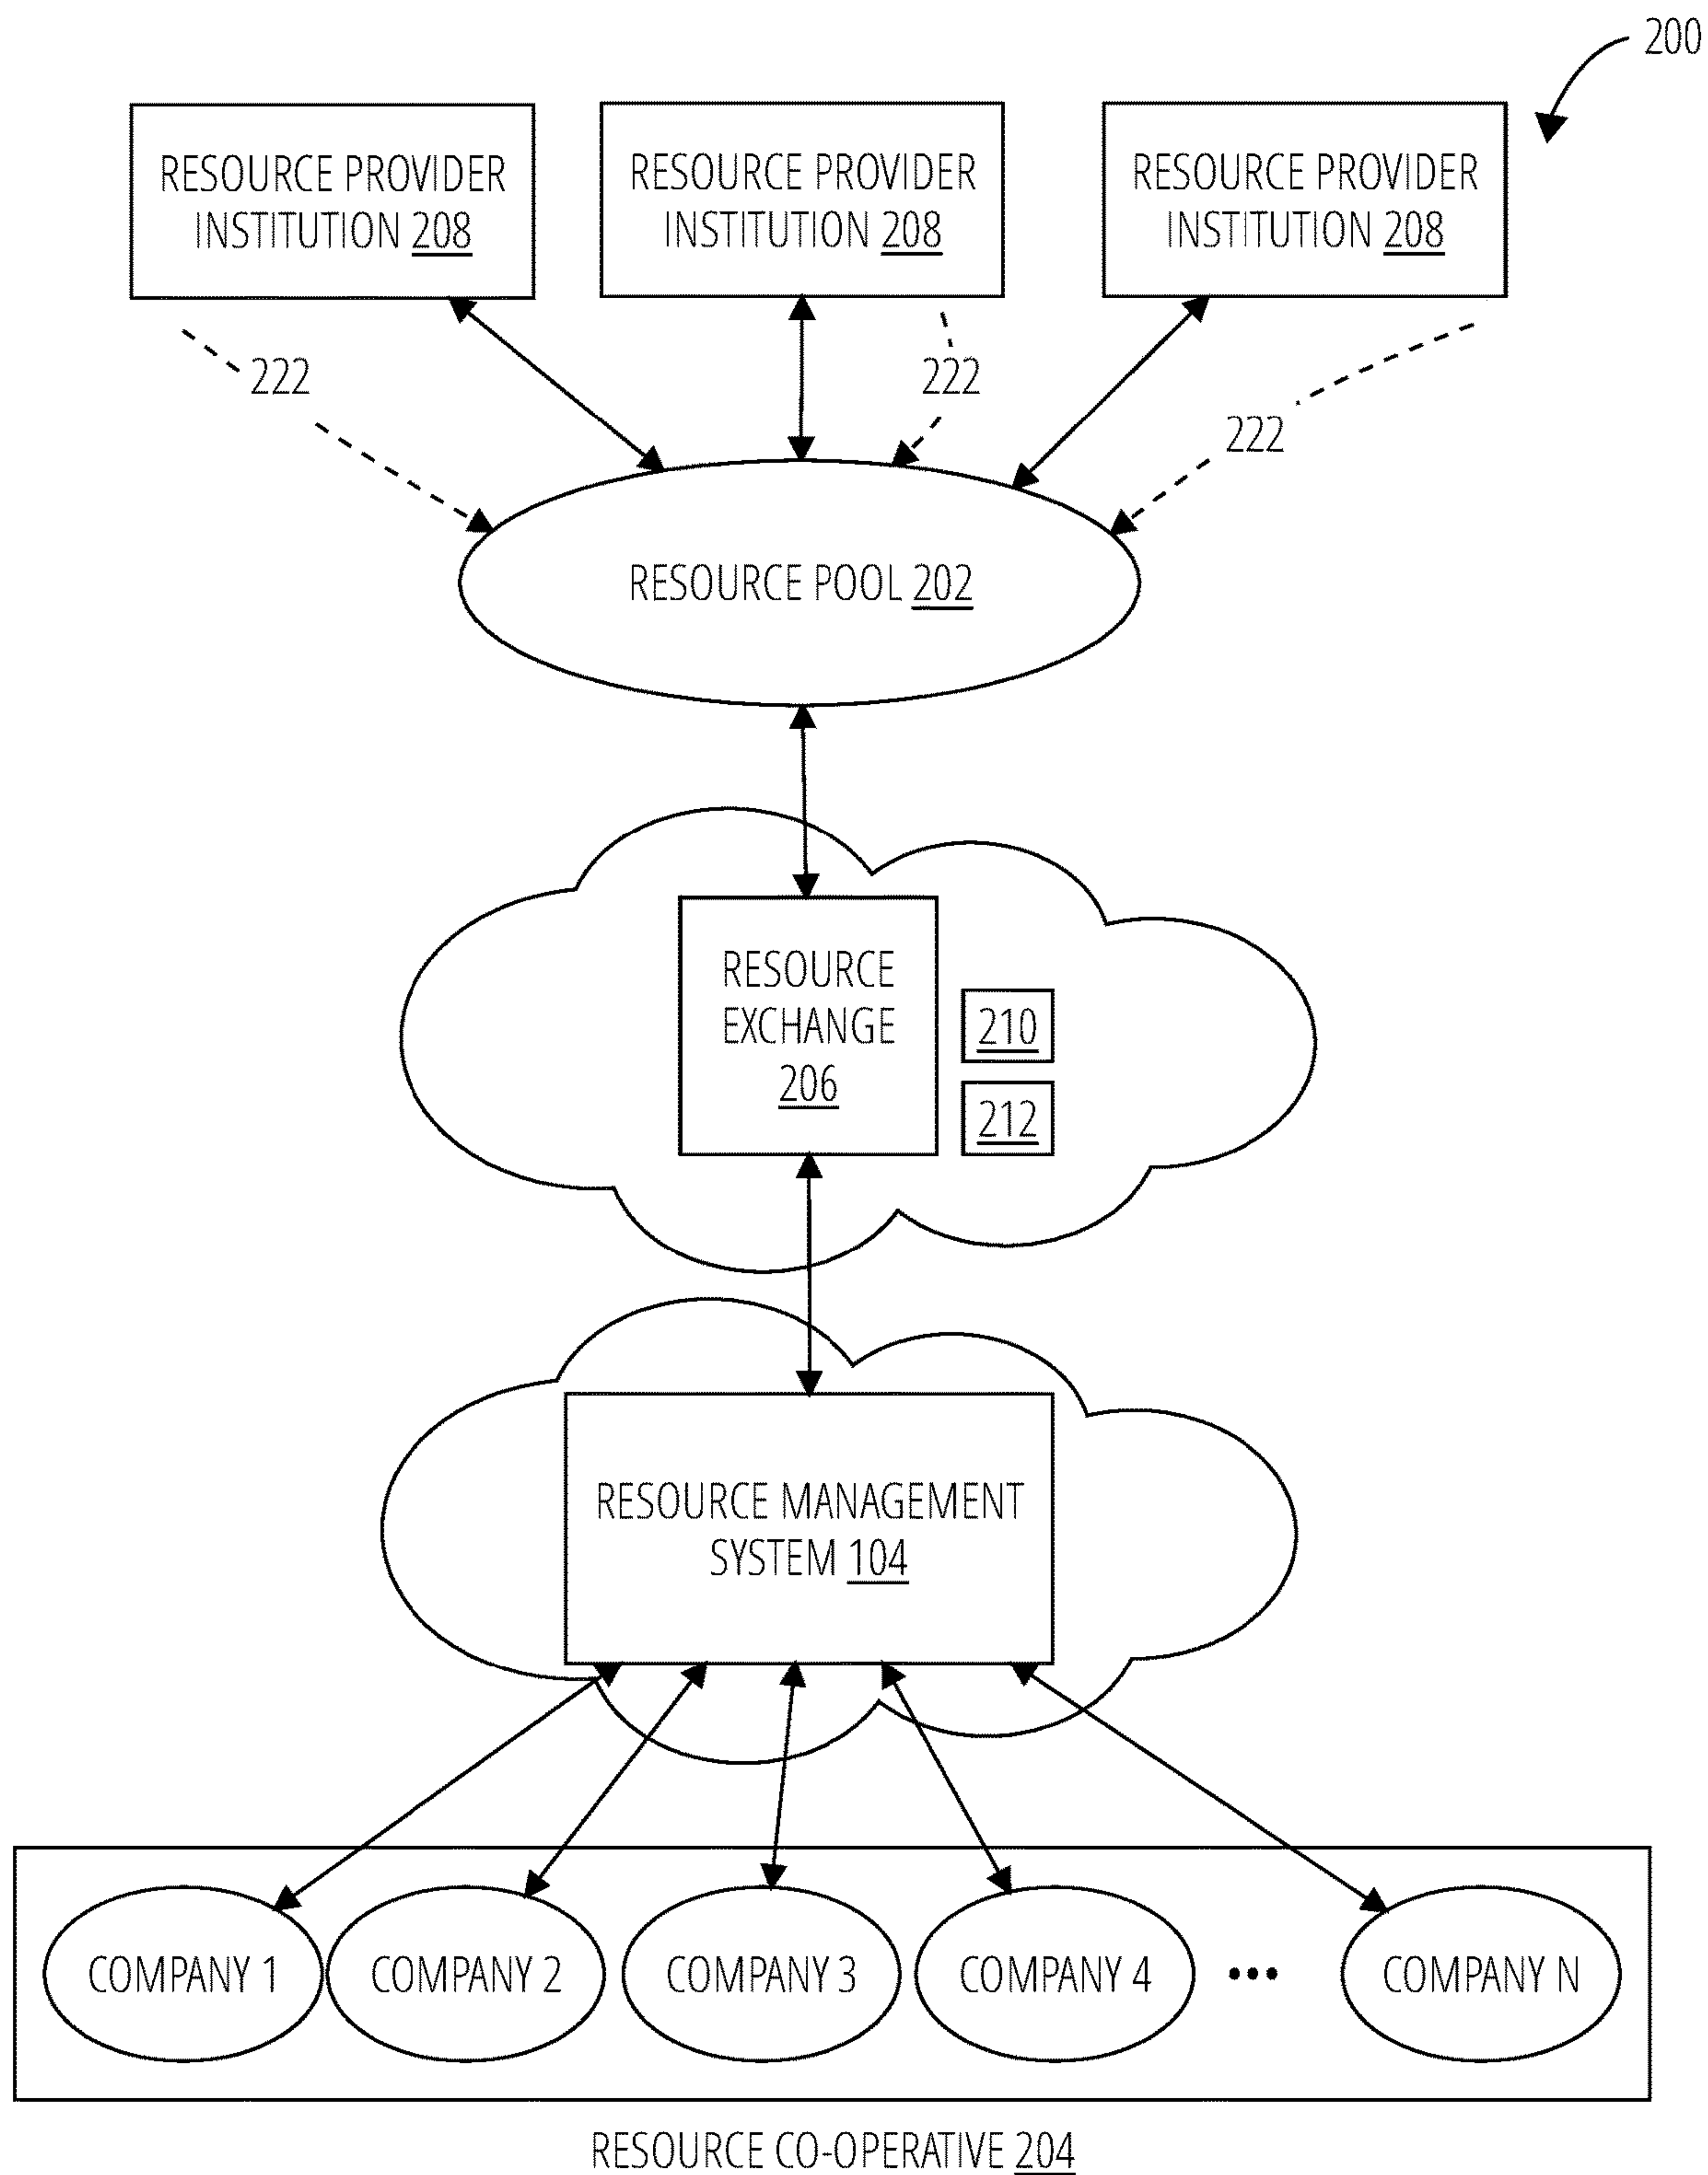 200
RESOURCE PROVIDER
INSTITUTION 208
RESOURCE PROVIDER
INSTITUTION 208
RESOURCE PROVIDER
INSTITUTION 208
222
222
222
RESOURCE POOL 202
RESOURCE
EXCHANGE
206
210
212
RESOURCE MANAGEMENT
SYSTEM 104
COMPANY 1
COMPANY 2
COMPANY 3
COMPANY 4
•••
COMPANY N
RESOURCE CO-OPERATIVE 204